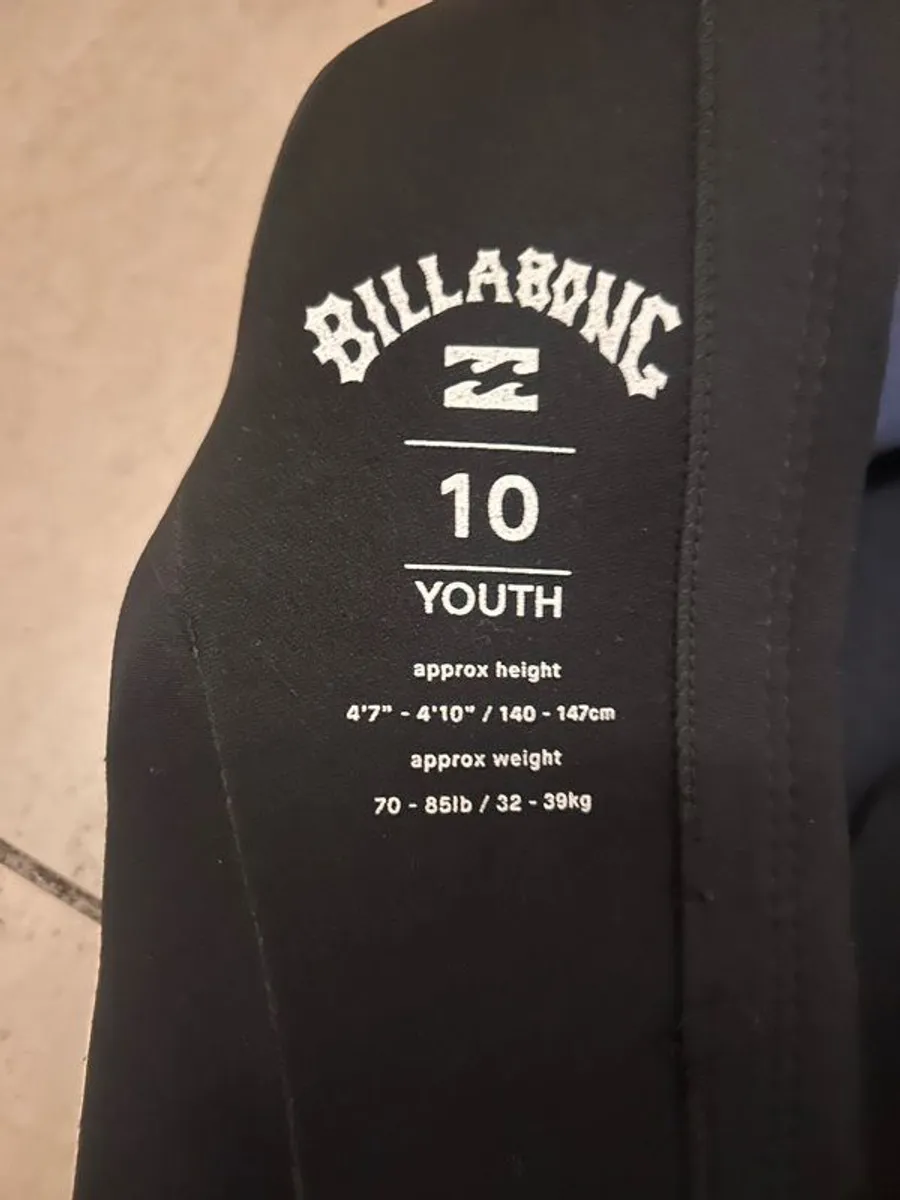 BILLABONG
10
YOUTH
approx height
4'7" - 4'10" / 140 - 147cm
approx weight
70 - 85lb / 32 - 39kg